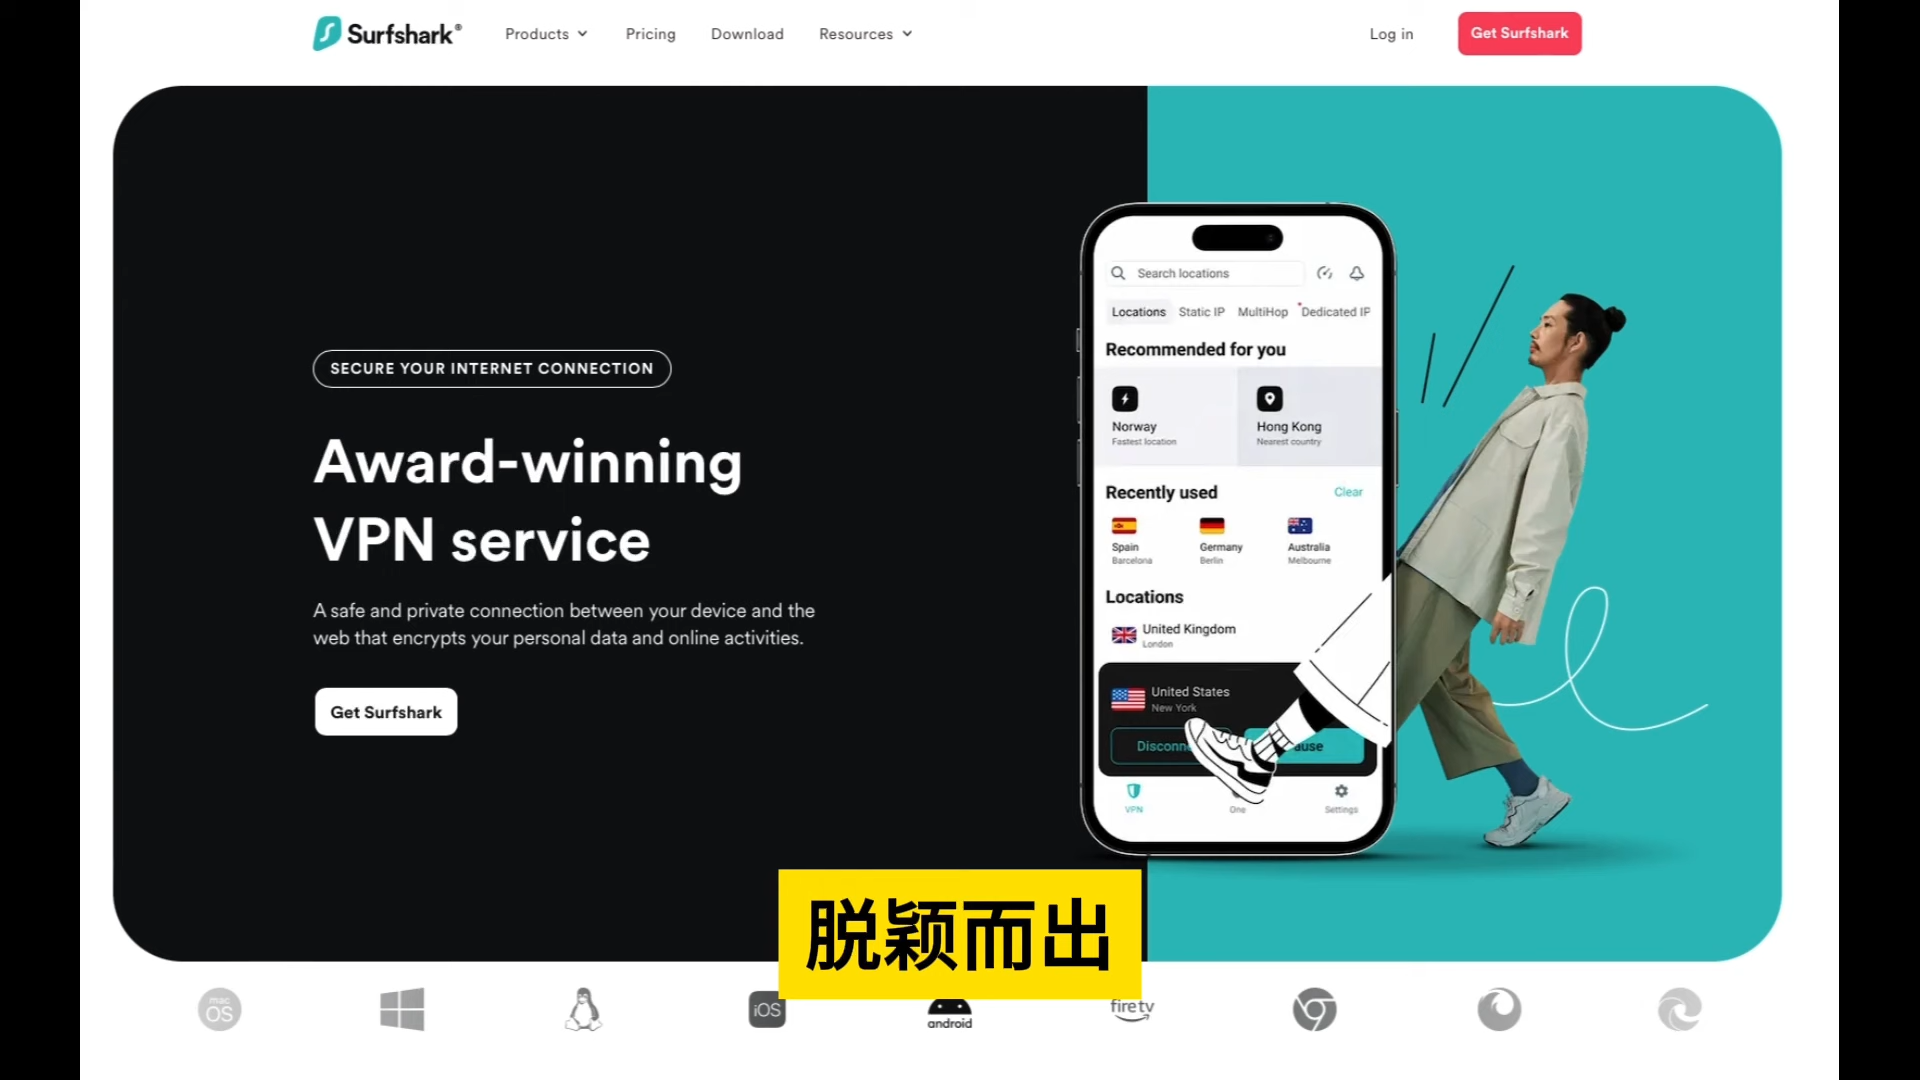 Surfshark®
Products
Pricing
Download
Resources
Log in
Get Surfshark
SECURE YOUR INTERNET CONNECTION
Award-winning
VPN service
A safe and private connection between your device and the
web that encrypts your personal data and online activities.
Get Surfshark
Search locations
Locations
Static IP
MultiHop
Dedicated IP
Recommended for you
Norway
Fastest location
Hong Kong
Nearest country
Recently used
Clear
Spain
Barcelona
Germany
Berlin
Australia
Melbourne
Locations
United Kingdom
London
United States
New York
Disconn
ause
VPN
One
Settings
脱颖而出
mac
OS
iOS
android
fire tv